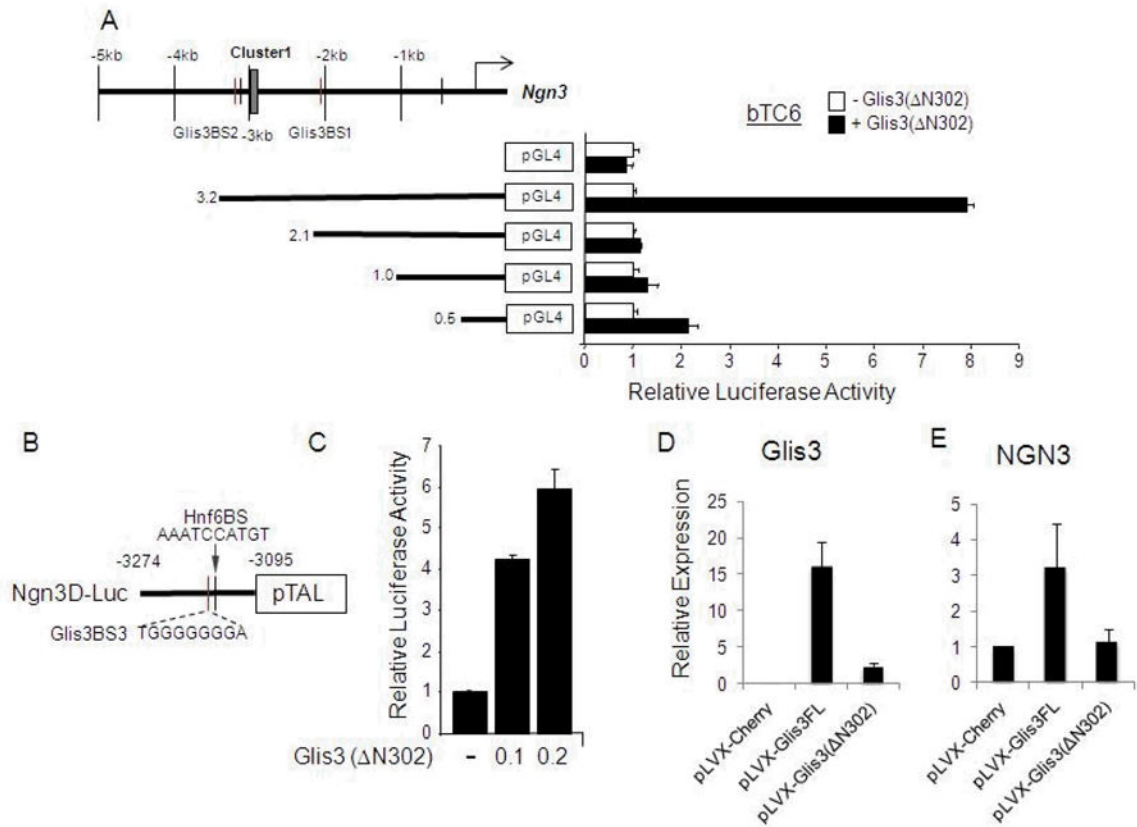 A
-5kb -4kb Cluster1 -2kb -1kb
Ngn3
Glis3BS2 -3kb Glis3BS1
bTC6
- Glis3(ΔN302)
+ Glis3(ΔN302)
pGL4
3.2 pGL4
2.1 pGL4
1.0 pGL4
0.5 pGL4
0 1 2 3 4 5 6 7 8 9
Relative Luciferase Activity
B
Hnf6BS
AAATCCATGT
-3274 -3095
Ngn3D-Luc pTAL
Glis3BS3 TGGGGGGGA
C
Relative Luciferase Activity
7
6
5
4
3
2
1
0
Glis3 (ΔN302) - 0.1 0.2
D
Glis3
Relative Expression
25
20
15
10
5
0
pLVX-Cherry
pLVX-Glis3FL
pLVX-Glis3(ΔN302)
E
NGN3
5
4
3
2
1
0
pLVX-Cherry
pLVX-Glis3FL
pLVX-Glis3(ΔN302)